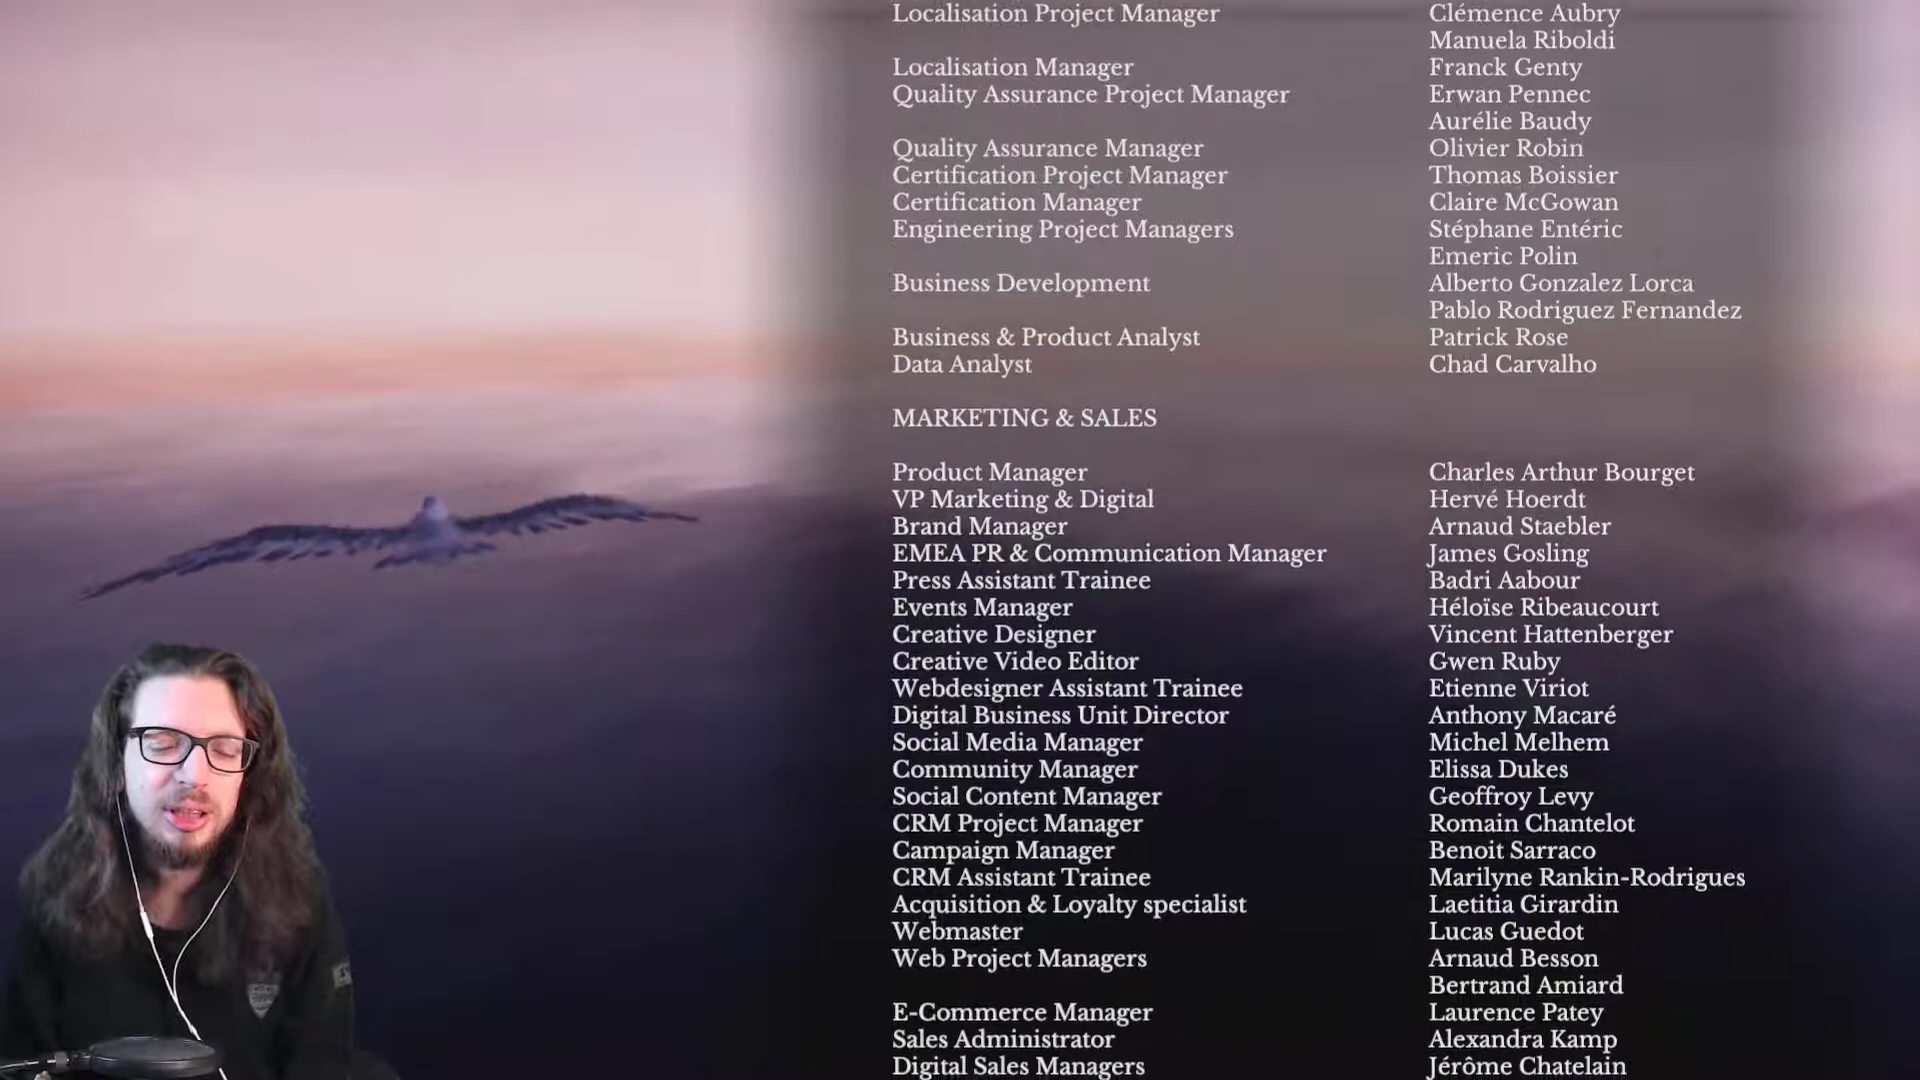 Localisation Project Manager Clémence Aubry
Manuela Riboldi
Localisation Manager Franck Genty
Quality Assurance Project Manager Erwan Pennec
Aurélie Baudy
Quality Assurance Manager Olivier Robin
Certification Project Manager Thomas Boissier
Certification Manager Claire McGowan
Engineering Project Managers Stéphane Entéric
Emeric Polin
Business Development Alberto Gonzalez Lorca
Pablo Rodriguez Fernandez
Business & Product Analyst Patrick Rose
Data Analyst Chad Carvalho
MARKETING & SALES
Product Manager Charles Arthur Bourget
VP Marketing & Digital Hervé Hoerdt
Brand Manager Arnaud Staebler
EMEA PR & Communication Manager James Gosling
Press Assistant Trainee Badri Aabour
Events Manager Héloïse Ribeaucourt
Creative Designer Vincent Hattenberger
Creative Video Editor Gwen Ruby
Webdesigner Assistant Trainee Etienne Viriot
Digital Business Unit Director Anthony Macaré
Social Media Manager Michel Melhem
Community Manager Elissa Dukes
Social Content Manager Geoffroy Levy
CRM Project Manager Romain Chantelot
Campaign Manager Benoit Sarraco
CRM Assistant Trainee Marilyne Rankin-Rodrigues
Acquisition & Loyalty specialist Laetitia Girardin
Webmaster Lucas Guedot
Web Project Managers Arnaud Besson
Bertrand Amiard
E-Commerce Manager Laurence Patey
Sales Administrator Alexandra Kamp
Digital Sales Managers Jérôme Chatelain